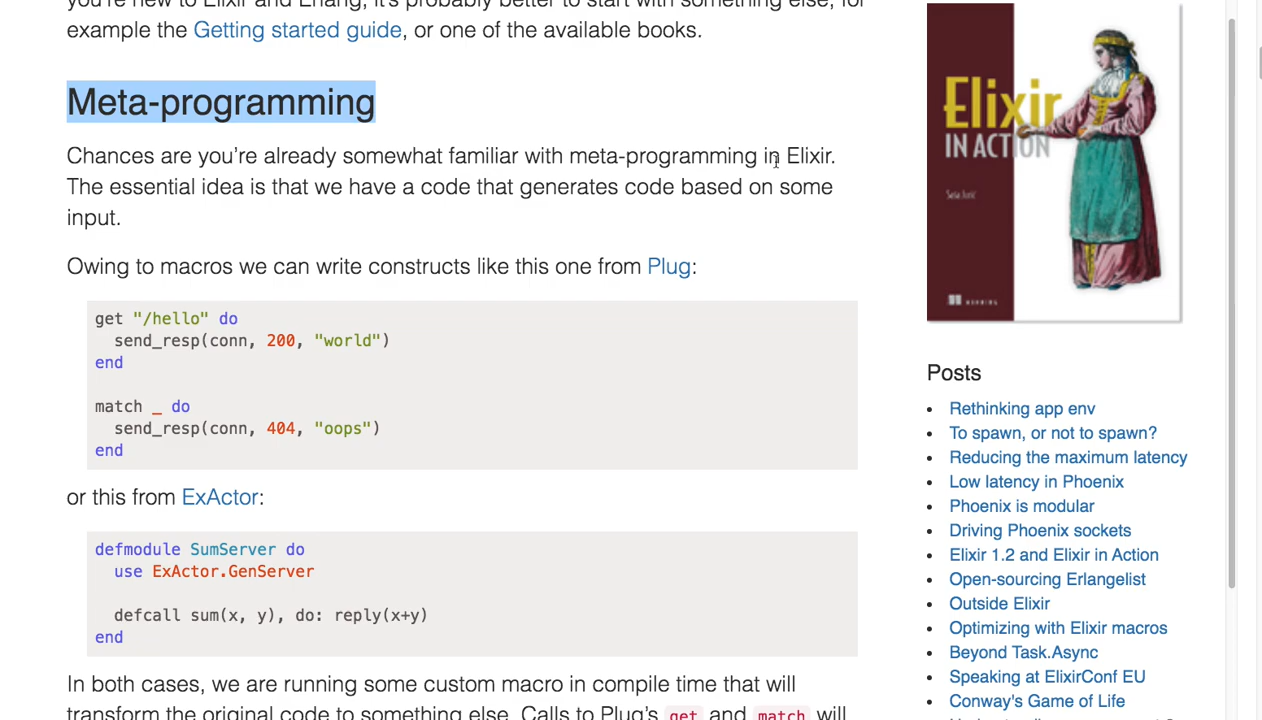 you're new to Elixir and Erlang, it's probably better to start with something else, for
example the Getting started guide, or one of the available books.
Meta-programming
Chances are you're already somewhat familiar with meta-programming in Elixir.
The essential idea is that we have a code that generates code based on some
input.
Owing to macros we can write constructs like this one from Plug:
get "/hello" do
  send_resp(conn, 200, "world")
end
match _ do
  send_resp(conn, 404, "oops")
end
or this from ExActor:
defmodule SumServer do
  use ExActor.GenServer
  defcall sum(x, y), do: reply(x+y)
end
In both cases, we are running some custom macro in compile time that will
transform the original code to something else. Calls to Plug's get and match will
Elixir
IN ACTION
Saša Jurić
MANNING
Posts
Rethinking app env
To spawn, or not to spawn?
Reducing the maximum latency
Low latency in Phoenix
Phoenix is modular
Driving Phoenix sockets
Elixir 1.2 and Elixir in Action
Open-sourcing Erlangelist
Outside Elixir
Optimizing with Elixir macros
Beyond Task.Async
Speaking at ElixirConf EU
Conway's Game of Life